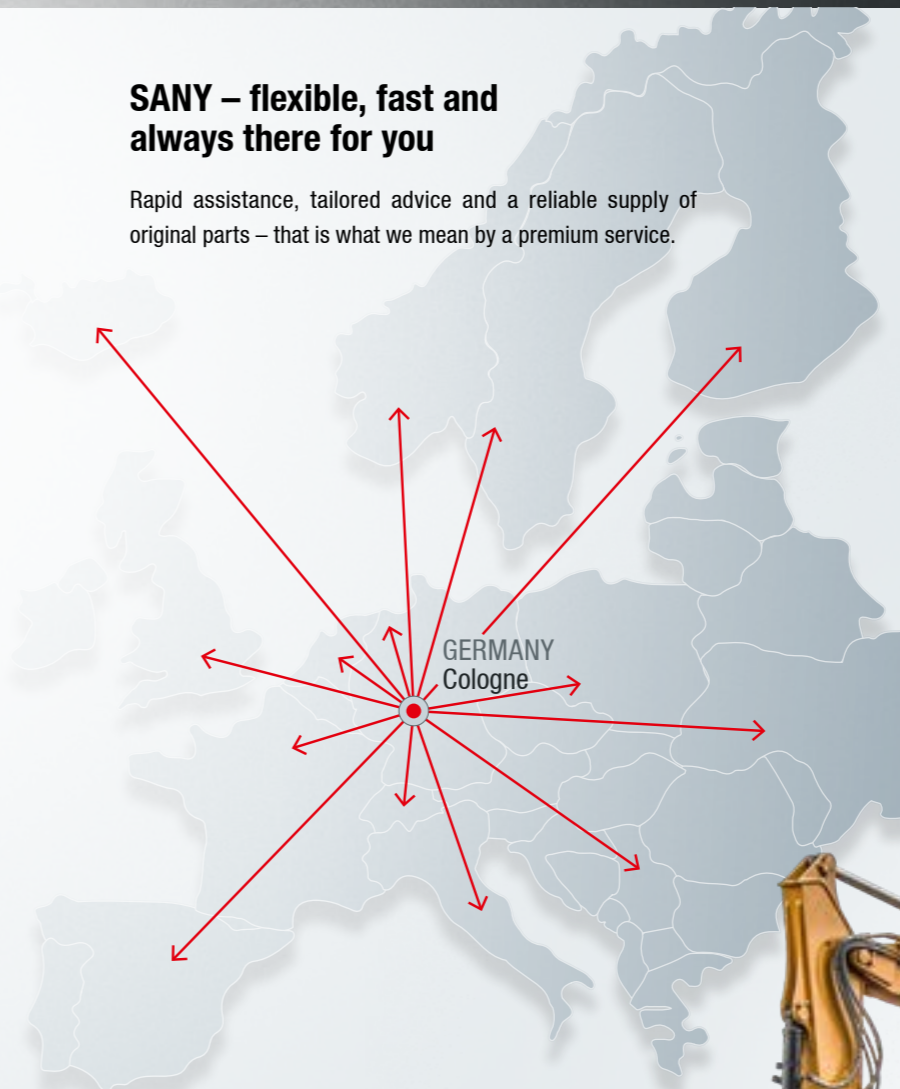 SANY – flexible, fast and
always there for you
Rapid assistance, tailored advice and a reliable supply of
original parts – that is what we mean by a premium service.
GERMANY
Cologne